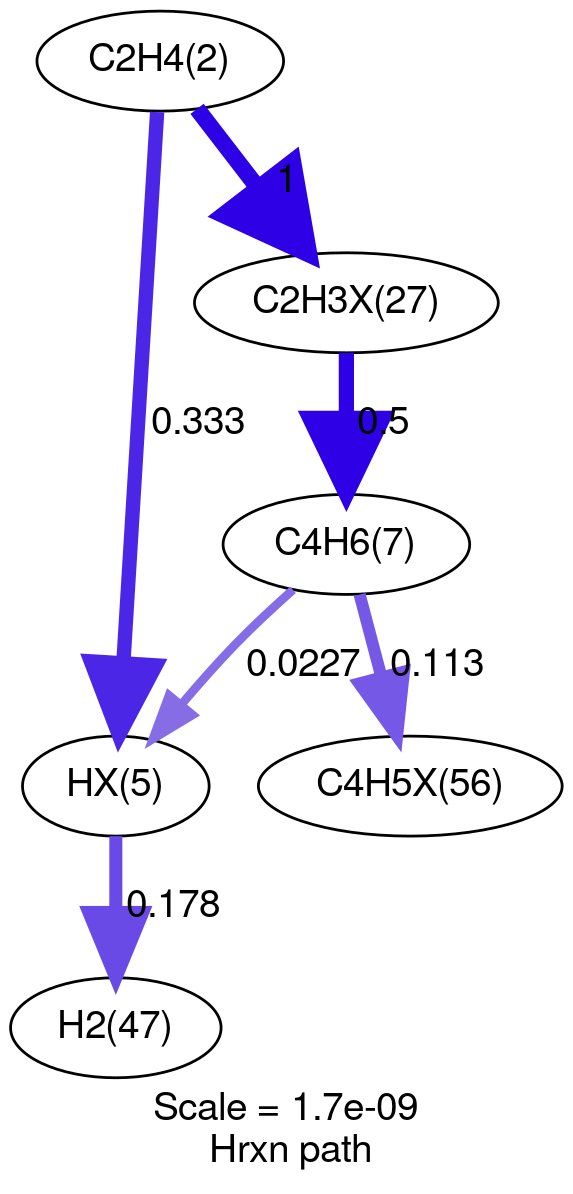 C2H4(2)
1
C2H3X(27)
0.333
0.5
C4H6(7)
0.0227
0.113
HX(5)
C4H5X(56)
0.178
H2(47)
Scale = 1.7e-09
Hrxn path